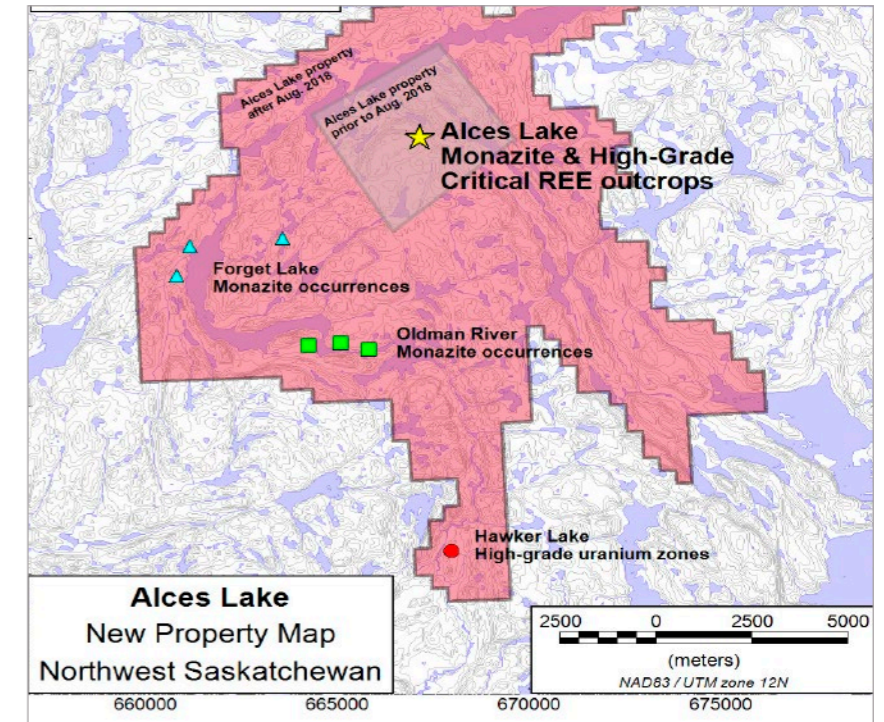 Alces Lake property
after Aug. 2018
Alces Lake property
prior to Aug. 2018
Alces Lake
Monazite & High-Grade
Critical REE outcrops
Forget Lake
Monazite occurrences
Oldman River
Monazite occurrences
Hawker Lake
High-grade uranium zones
Alces Lake
New Property Map
Northwest Saskatchewan
2500 0 2500 5000
(meters)
NAD83 / UTM zone 12N
660000 665000 670000 675000